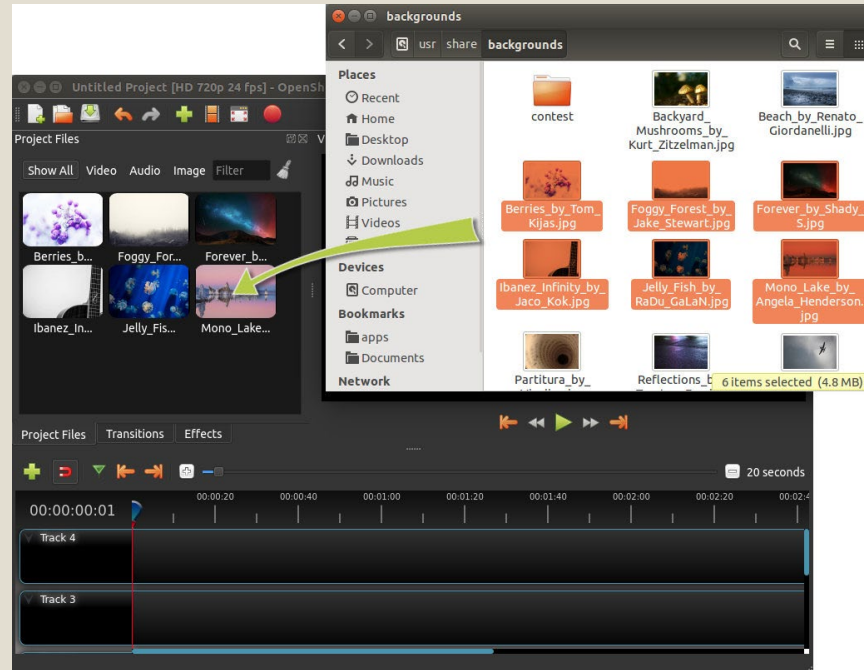 backgrounds
usr share backgrounds
Places
Recent
Home
Desktop
Downloads
Music
Pictures
Videos
Devices
Computer
Bookmarks
apps
Documents
Network
contest
Backyard_
Mushrooms_by_
Kurt_Zitzelman.jpg
Beach_by_Renato_
Giordanelli.jpg
Berries_by_Tom_
Kijas.jpg
Foggy_Forest_by_
Jake_Stewart.jpg
Forever_by_Shady_
S.jpg
Ibanez_Infinity_by_
Jaco_Kok.jpg
Jelly_Fish_by_
RaDu_GaLaN.jpg
Mono_Lake_by_
Angela_Henderson.
jpg
Partitura_by_
Reflections_b
6 items selected (4.8 MB)
Untitled Project [HD 720p 24 fps] - OpenSh
Project Files
V
Show All Video Audio Image Filter
Berries_b...
Foggy_For...
Forever_b...
Ibanez_In...
Jelly_Fis...
Mono_Lake...
Project Files Transitions Effects
20 seconds
00:00:00:01
00:00:20 00:00:40 00:01:00 00:01:20 00:01:40 00:02:00 00:02:20 00:02:4
Track 4
Track 3